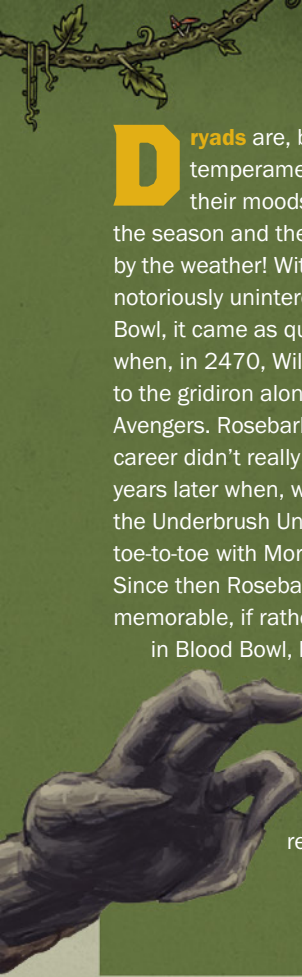 Dryads are, b
temperame
their moods
the season and the
by the weather! Wit
notoriously uninter
Bowl, it came as qu
when, in 2470, Wil
to the gridiron alon
Avengers. Rosebarl
career didn't really
years later when, w
the Underbrush Un
toe-to-toe with Mor
Since then Roseba
memorable, if rathe
in Blood Bowl, b
re